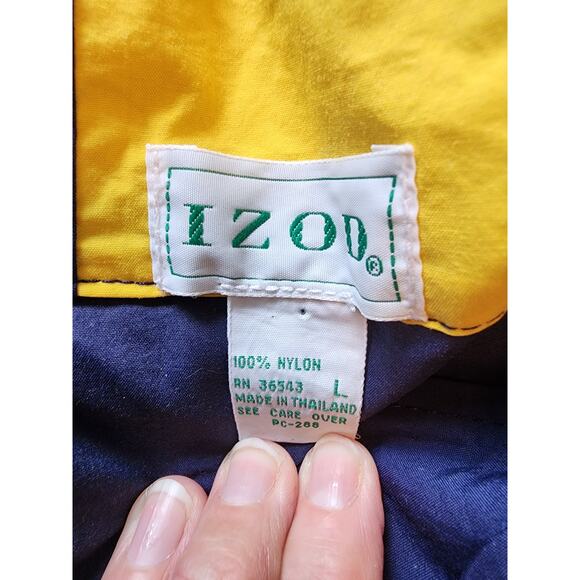 IZOD®
100% NYLON
RN 36543 L
MADE IN THAILAND
SEE CARE OVER
PC-288